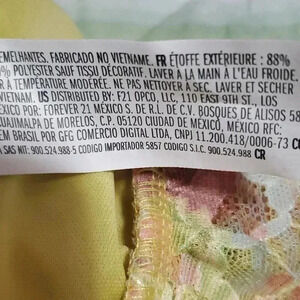 EMELHANTES. FABRICADO NO VIETNAME. FR ÉTOFFE EXTÉRIEURE : 88%
% POLYESTER SAUF TISSU DÉCORATIF. LAVER À LA MAIN À L'EAU FROIDE.
R À TEMPÉRATURE MODÉRÉE. NE PAS NETTOYER À SEC. LAVER ET SÉCHER
VIETNAM. US DISTRIBUTED BY: F21 OPCO, LLC, 110 EAST 9TH ST., LOS
XICO POR: FOREVER 21 MEXICO S. DE R.L. DE C.V. BOSQUES DE ALISOS 58
CUAJIMALPA DE MORELOS, C.P. 05120 CIUDAD DE MÉXICO, MÉXICO RFC:
EM BRASIL POR GFG COMÉRCIO DIGITAL LTDA, CNPJ 11.200.418/0006-73 CO
A SAS NIT: 900.524.988-5 CODIGO IMPORTADOR 5857 CODIGO S.I.C. 900.524.988 CR